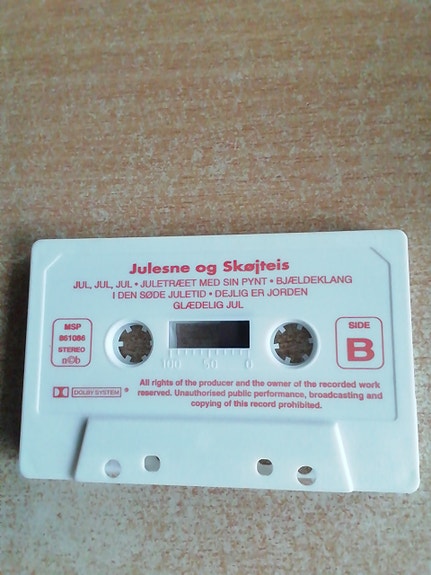 Julesne og Skøjteis
JUL, JUL, JUL • JULETRÆET MED SIN PYNT • BJÆLDEKLANG
I DEN SØDE JULETID • DEJLIG ER JORDEN
GLÆDELIG JUL
MSP
861086
STEREO
n©b
SIDE
B
100 50 0
DOLBY SYSTEM ®
All rights of the producer and the owner of the recorded work
reserved. Unauthorised public performance, broadcasting and
copying of this record prohibited.